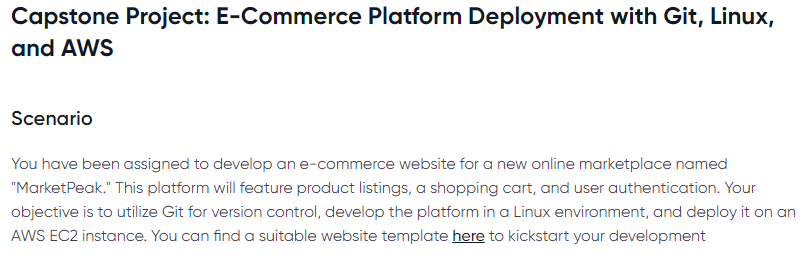 Capstone Project: E-Commerce Platform Deployment with Git, Linux,
and AWS
Scenario
You have been assigned to develop an e-commerce website for a new online marketplace named
"MarketPeak." This platform will feature product listings, a shopping cart, and user authentication. Your
objective is to utilize Git for version control, develop the platform in a Linux environment, and deploy it on an
AWS EC2 instance. You can find a suitable website template here to kickstart your development